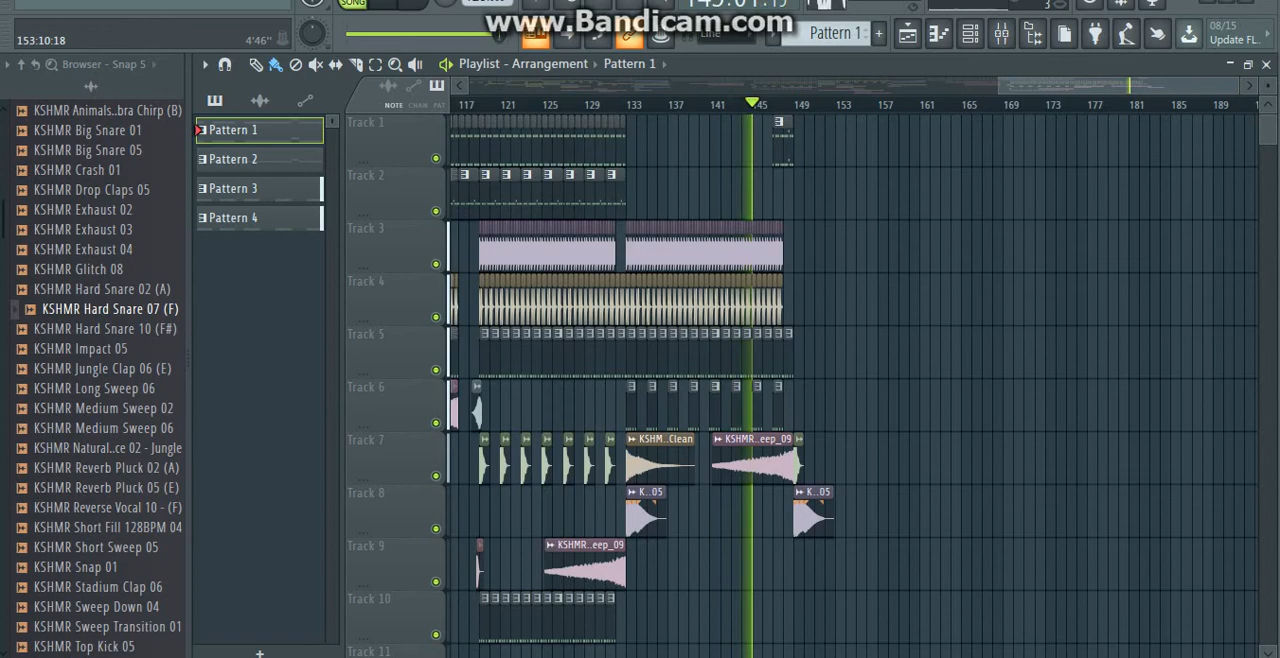 www.Bandicam.com
SONG
Line
Pattern 1
08/15
Update FL..
153:10:18
4'46"
Browser - Snap 5
Playlist - Arrangement
Pattern 1
NOTE CHAN PAT
117 121 125 129 133 137 141 145 149 153 157 161 165 169 173 177 181 185 189
Pattern 1
Pattern 2
Pattern 3
Pattern 4
KSHMR Animals..bra Chirp (B)
KSHMR Big Snare 01
KSHMR Big Snare 05
KSHMR Crash 01
KSHMR Drop Claps 05
KSHMR Exhaust 02
KSHMR Exhaust 03
KSHMR Exhaust 04
KSHMR Glitch 08
KSHMR Hard Snare 02 (A)
KSHMR Hard Snare 07 (F)
KSHMR Hard Snare 10 (F#)
KSHMR Impact 05
KSHMR Jungle Clap 06 (E)
KSHMR Long Sweep 06
KSHMR Medium Sweep 02
KSHMR Medium Sweep 06
KSHMR Natural..ce 02 - Jungle
KSHMR Reverb Pluck 02 (A)
KSHMR Reverb Pluck 05 (E)
KSHMR Reverse Vocal 10 - (F)
KSHMR Short Fill 128BPM 04
KSHMR Short Sweep 05
KSHMR Snap 01
KSHMR Stadium Clap 06
KSHMR Sweep Down 04
KSHMR Sweep Transition 01
KSHMR Top Kick 05
Track 1
Track 2
Track 3
Track 4
Track 5
Track 6
Track 7
KSHM..Clean
KSHMR..eep_09
Track 8
K..05
K..05
Track 9
KSHMR..eep_09
Track 10
Track 11